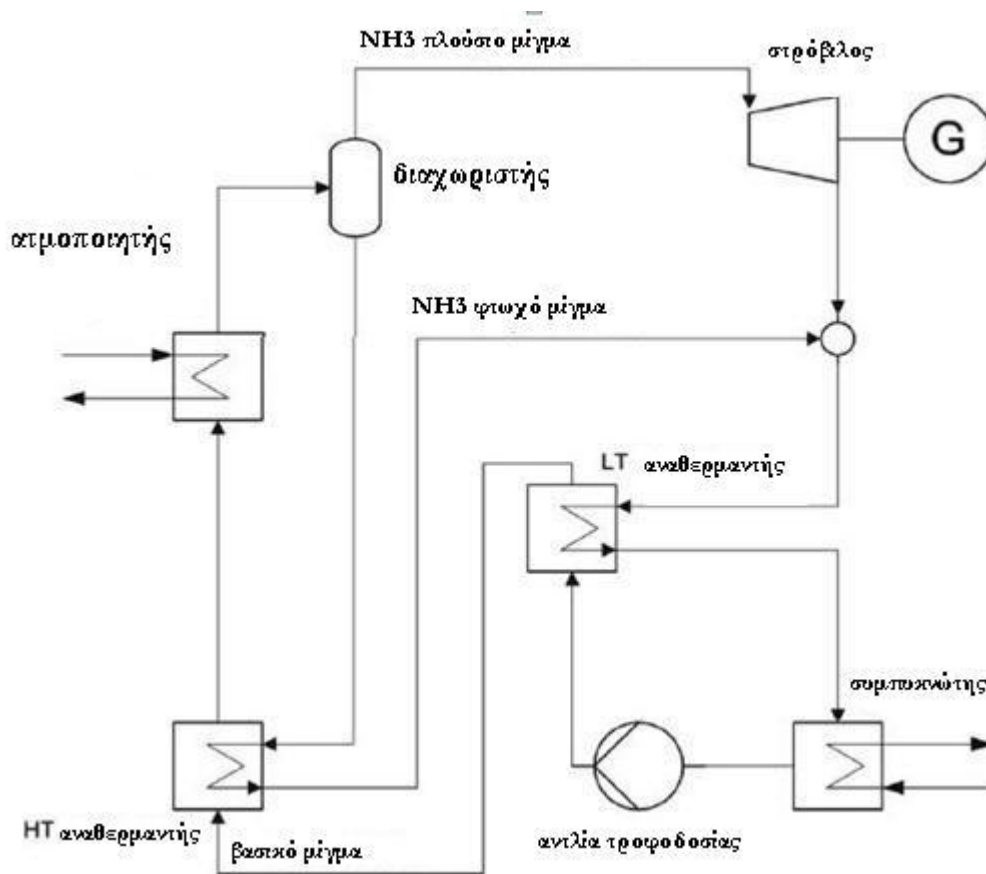 NH3 πλούσιο μίγμα
στρόβιλος
G
διαχωριστής
ατμοποιητής
NH3 φτωχό μίγμα
LT αναθερμαντής
συμπυκνώτης
HT αναθερμαντής
βασικό μίγμα
αντλία τροφοδοσίας